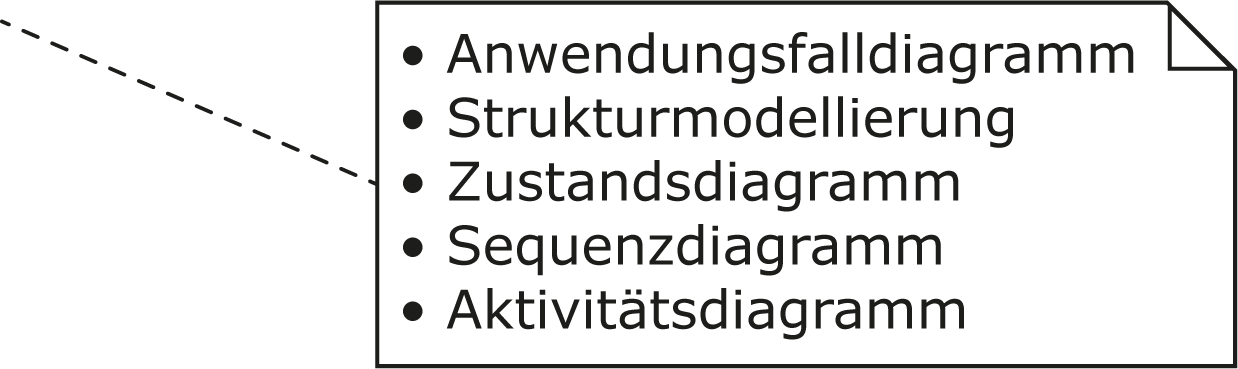 • Anwendungsfalldiagramm
• Strukturmodellierung
• Zustandsdiagramm
• Sequenzdiagramm
• Aktivitätsdiagramm